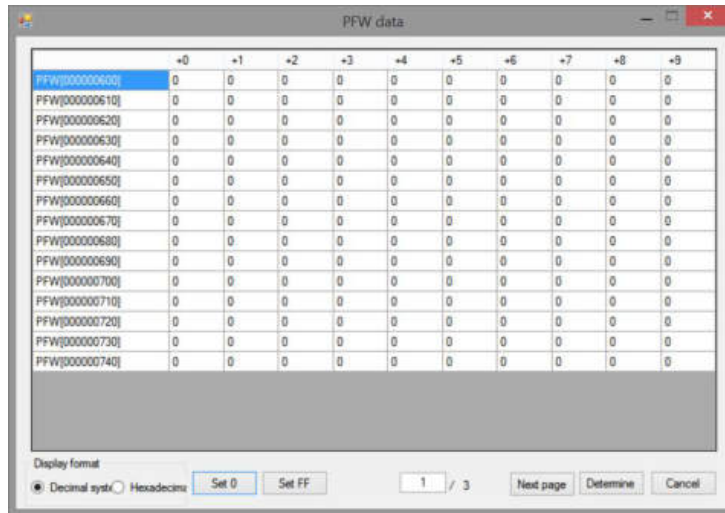 PFW data
+0 +1 +2 +3 +4 +5 +6 +7 +8 +9
PFW[000000600] 0 0 0 0 0 0 0 0 0 0
PFW[000000610] 0 0 0 0 0 0 0 0 0 0
PFW[000000620] 0 0 0 0 0 0 0 0 0 0
PFW[000000630] 0 0 0 0 0 0 0 0 0 0
PFW[000000640] 0 0 0 0 0 0 0 0 0 0
PFW[000000650] 0 0 0 0 0 0 0 0 0 0
PFW[000000660] 0 0 0 0 0 0 0 0 0 0
PFW[000000670] 0 0 0 0 0 0 0 0 0 0
PFW[000000680] 0 0 0 0 0 0 0 0 0 0
PFW[000000690] 0 0 0 0 0 0 0 0 0 0
PFW[000000700] 0 0 0 0 0 0 0 0 0 0
PFW[000000710] 0 0 0 0 0 0 0 0 0 0
PFW[000000720] 0 0 0 0 0 0 0 0 0 0
PFW[000000730] 0 0 0 0 0 0 0 0 0 0
PFW[000000740] 0 0 0 0 0 0 0 0 0 0
Display format
Decimal syste Hexadecima Set 0 Set FF 1 / 3 Next page Determine Cancel